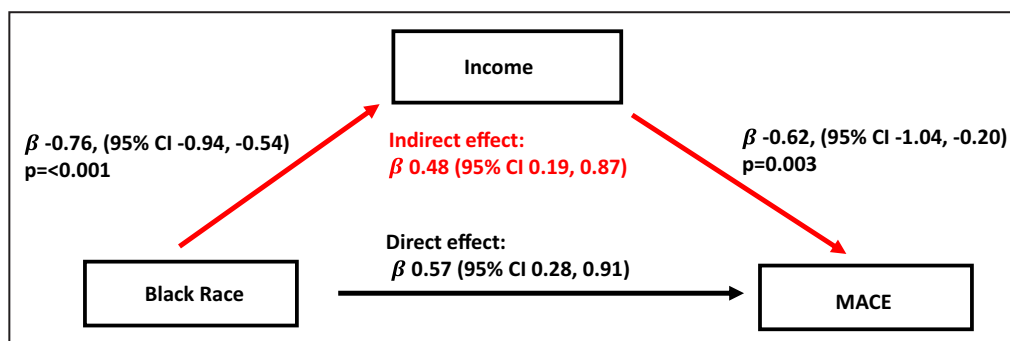 Income
𝜷 -0.76, (95% CI -0.94, -0.54)
p=<0.001
Indirect effect:
𝜷 0.48 (95% CI 0.19, 0.87)
𝜷 -0.62, (95% CI -1.04, -0.20)
p=0.003
Direct effect:
𝜷 0.57 (95% CI 0.28, 0.91)
Black Race
MACE